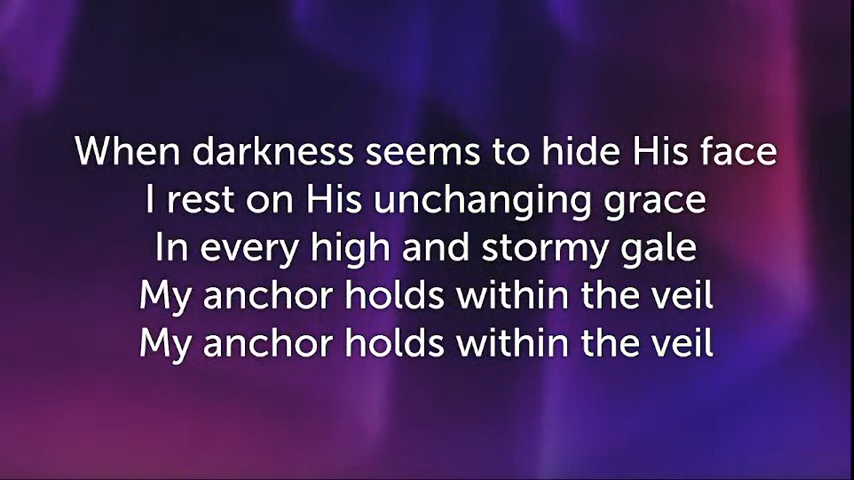 When darkness seems to hide His face
I rest on His unchanging grace
In every high and stormy gale
My anchor holds within the veil
My anchor holds within the veil